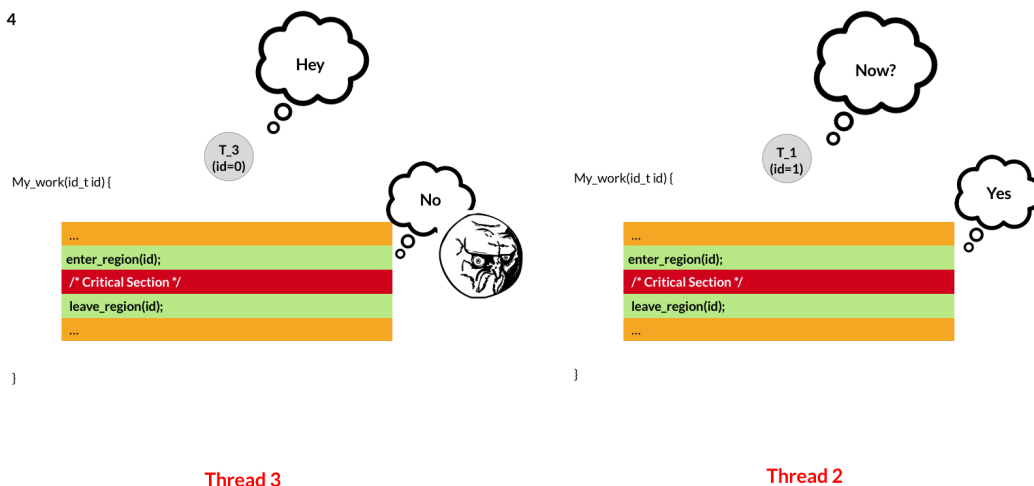 4
Hey
T_3
(id=0)
My_work(id_t id) {
No
...
enter_region(id);
/* Critical Section */
leave_region(id);
...
}
Thread 3
Now?
T_1
(id=1)
My_work(id_t id) {
Yes
...
enter_region(id);
/* Critical Section */
leave_region(id);
...
}
Thread 2